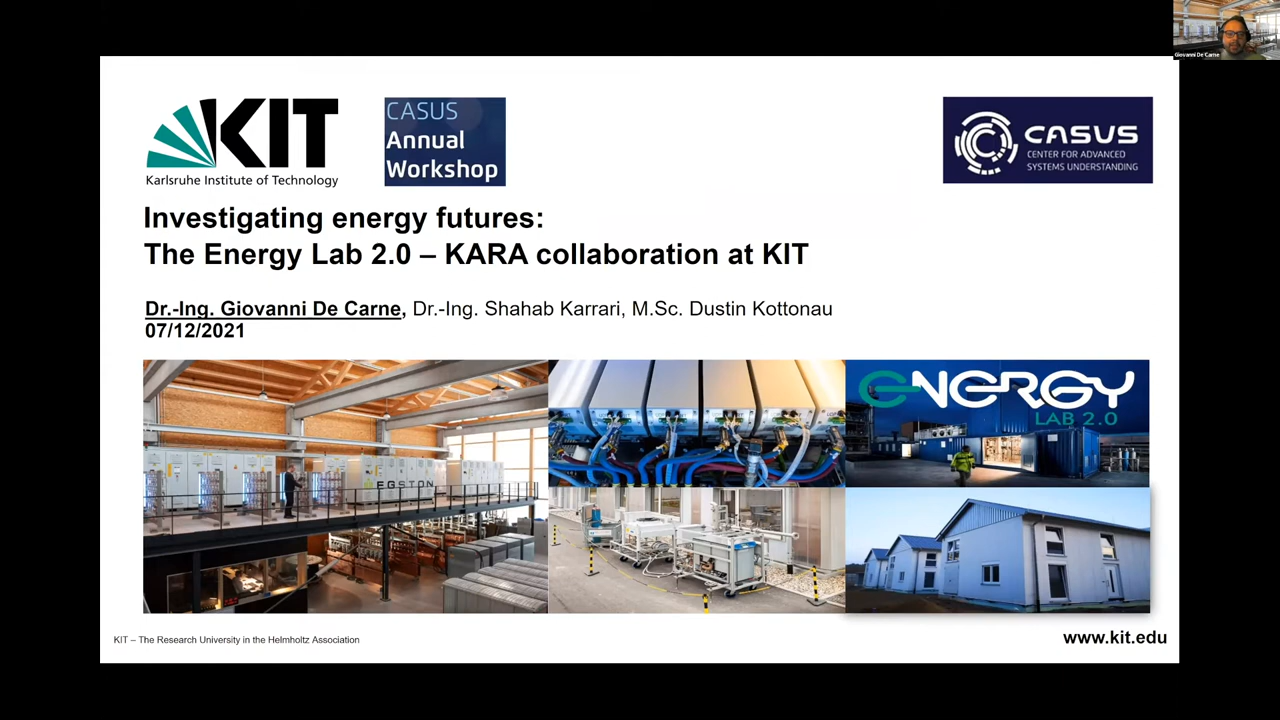 Giovanni De Carne
KIT
Karlsruhe Institute of Technology
CASUS
Annual
Workshop
CASUS
CENTER FOR ADVANCED
SYSTEMS UNDERSTANDING
Investigating energy futures:
The Energy Lab 2.0 – KARA collaboration at KIT
Dr.-Ing. Giovanni De Carne, Dr.-Ing. Shahab Karrari, M.Sc. Dustin Kottonau
07/12/2021
EGSTON
eNERGY
LAB 2.0
KIT – The Research University in the Helmholtz Association
www.kit.edu